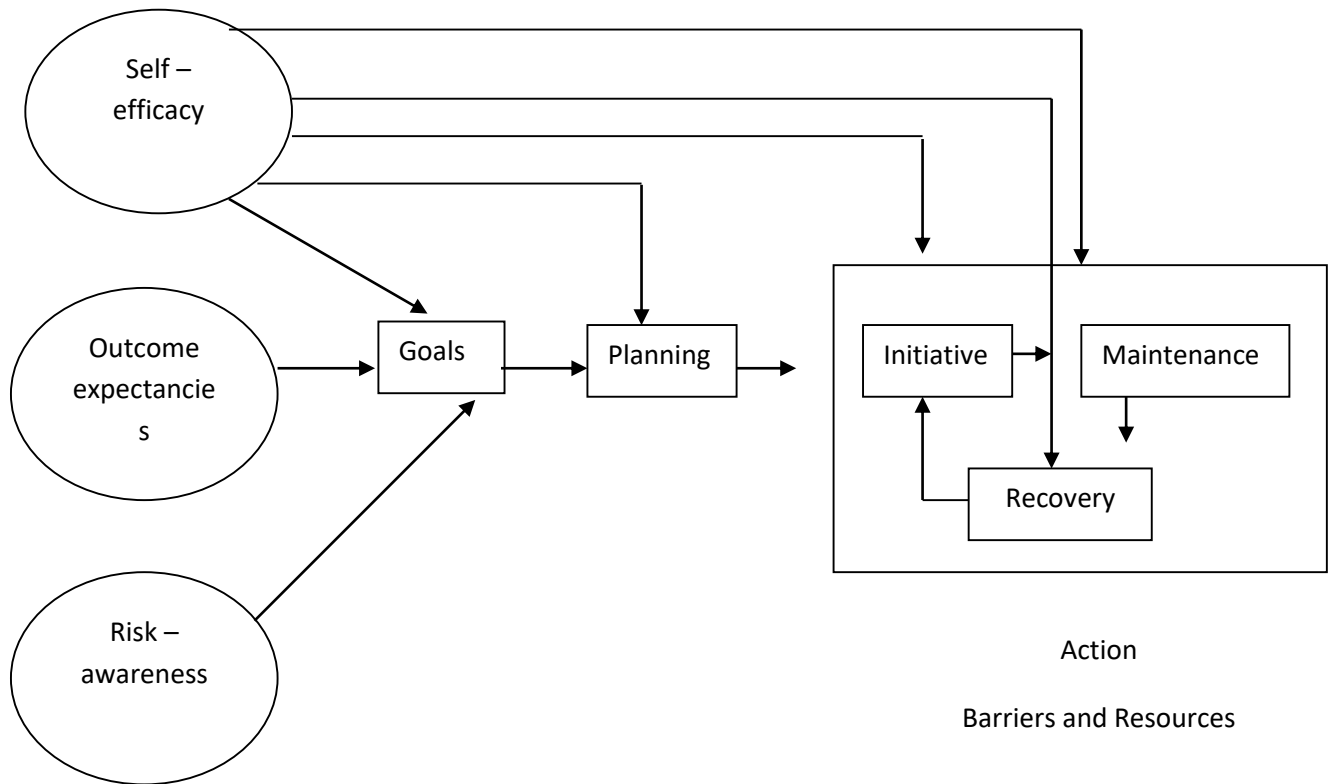 Self –
efficacy
Outcome
expectancie
s
Goals
Planning
Initiative
Maintenance
Recovery
Risk –
awareness
Action
Barriers and Resources